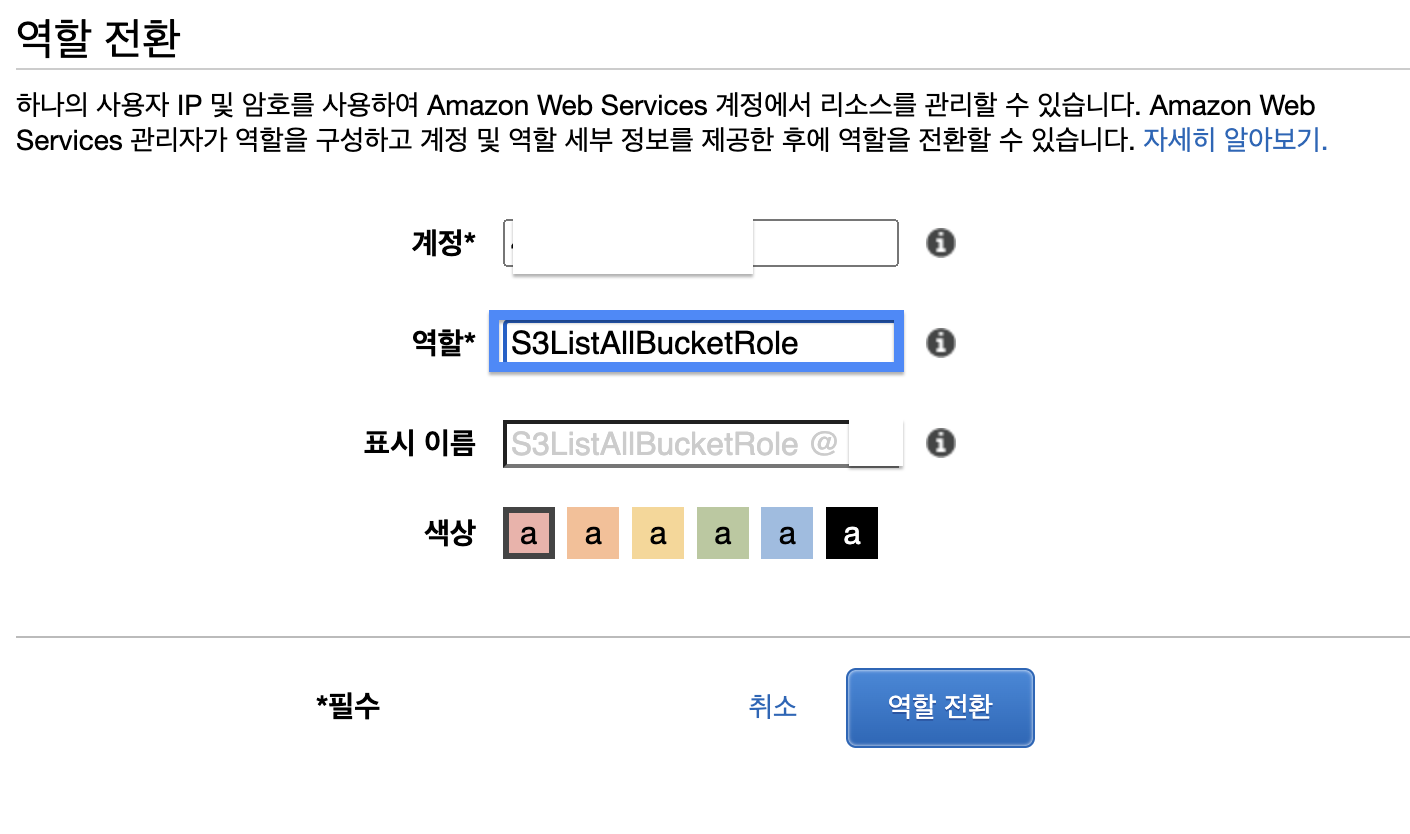 역할 전환
하나의 사용자 IP 및 암호를 사용하여 Amazon Web Services 계정에서 리소스를 관리할 수 있습니다. Amazon Web
Services 관리자가 역할을 구성하고 계정 및 역할 세부 정보를 제공한 후에 역할을 전환할 수 있습니다. 자세히 알아보기.
계정*
역할* S3ListAllBucketRole
표시 이름 S3ListAllBucketRole @
색상 a a a a a a
*필수 취소 역할 전환